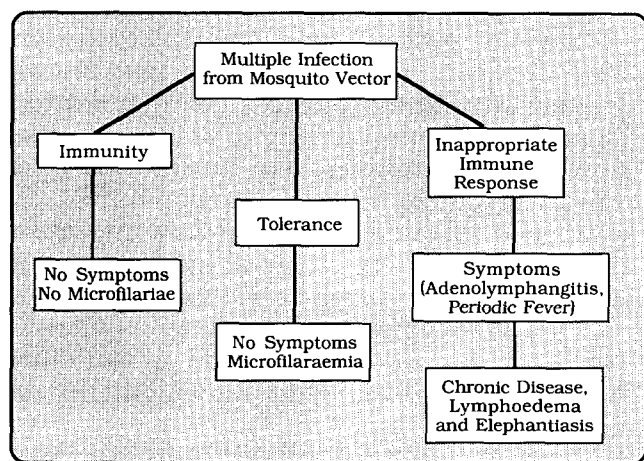 Multiple Infection
from Mosquito Vector
Immunity
No Symptoms
No Microfilariae
Tolerance
No Symptoms
Microfilaraemia
Inappropriate
Immune
Response
Symptoms
(Adenolymphangitis,
Periodic Fever)
Chronic Disease,
Lymphoedema
and Elephantiasis